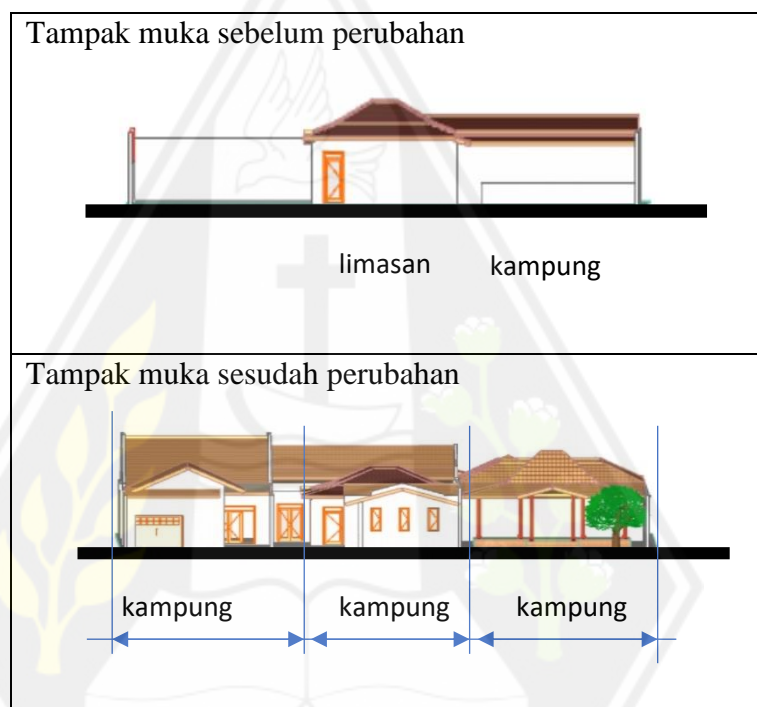 Tampak muka sebelum perubahan
limasan kampung
Tampak muka sesudah perubahan
kampung kampung kampung